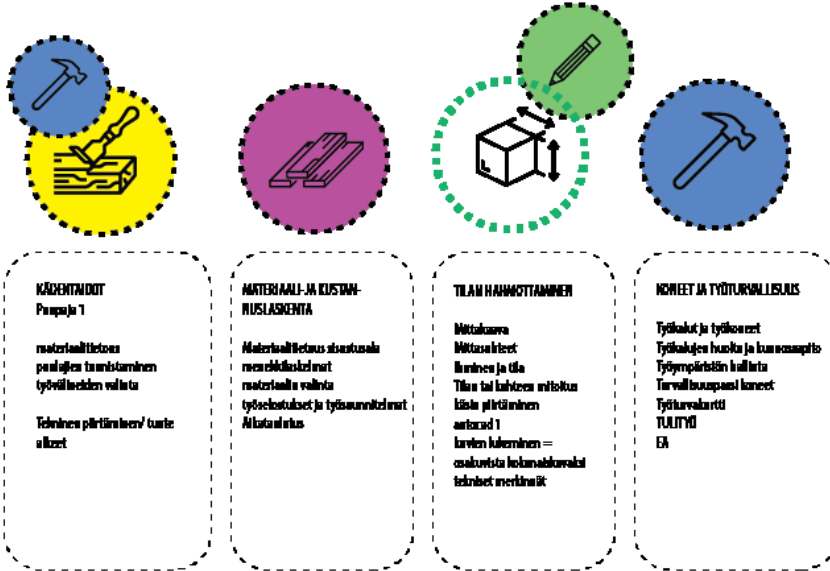 KÄDENTAIDOT
Puupaja 1
materiaalitietous
puulajien tunnistaminen
työvälineiden valinta
Tekninen piirtäminen/ tuote
alkeet
MATERIAALI-JA KUSTAN-
NUSLASKENTA
Materiaalitietous sisustusala
menekkilaskelmat
materiaalin valinta
työselostukset ja työsuunnitelmat
Aikataulutus
TILAN HAHMOTTAMINEN
Mittakaava
Mittasuhteet
Ihminen ja tila
Tilan tai kohteen mitoitus
käsin piirtäminen
autocad 1
kuvien lukeminen =
osakuvista kokonaiskuvaksi
tekniset merkinnät
KONEET JA TYÖTURVALLISUUS
Työkalut ja työkoneet
Työkalujen huolto ja kunnossapito
Työympäristön hallinta
Turvallisuuspassi koneet
Työturvakortti
TULITYÖ
EA